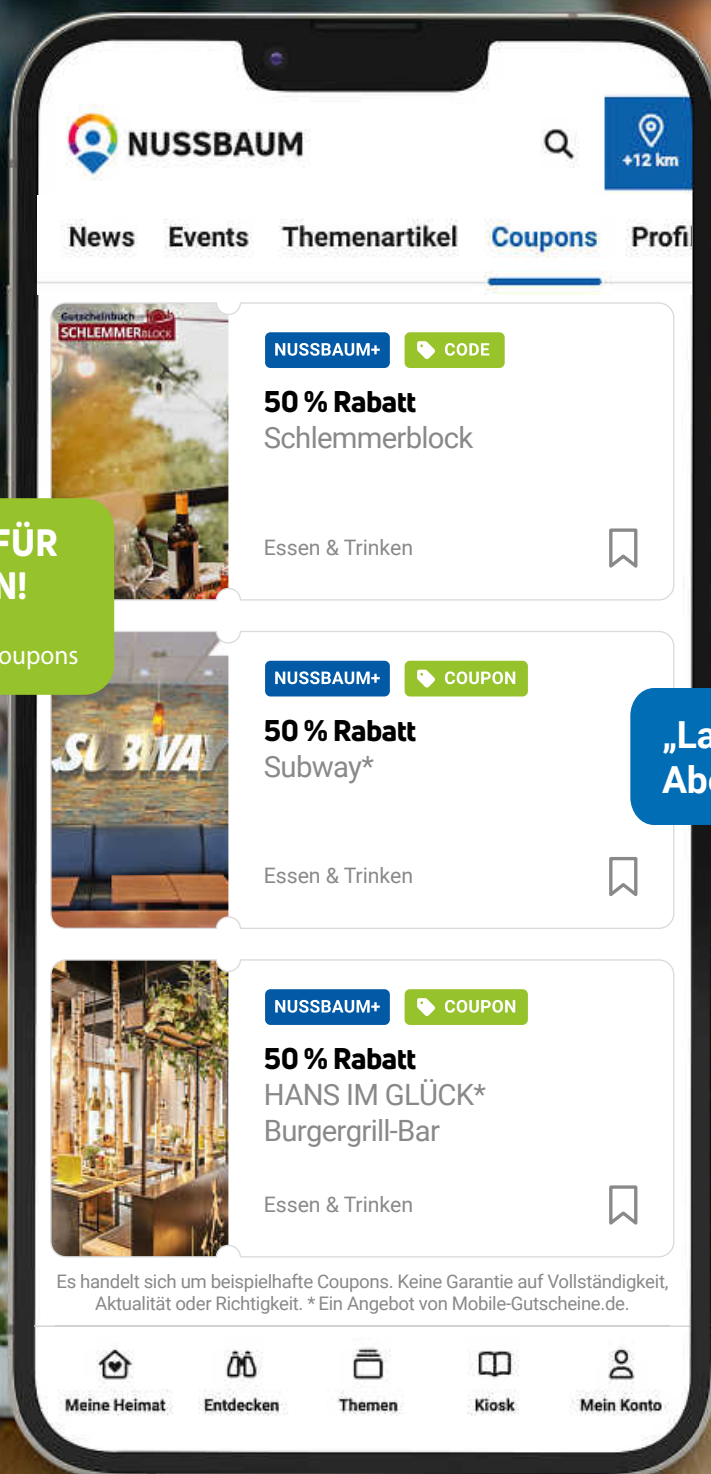 NUSSBAUM
+12 km
News Events Themenartikel Coupons Profil
Gutscheinbuch
SCHLEMMERBLOCK
NUSSBAUM+ CODE
50 % Rabatt
Schlemmerblock
Essen & Trinken
FÜR
N!
oupons
SUBWAY
NUSSBAUM+ COUPON
50 % Rabatt
Subway*
Essen & Trinken
„La
Abo
NUSSBAUM+ COUPON
50 % Rabatt
HANS IM GLÜCK*
Burgergrill-Bar
Essen & Trinken
Es handelt sich um beispielhafte Coupons. Keine Garantie auf Vollständigkeit,
Aktualität oder Richtigkeit. * Ein Angebot von Mobile-Gutscheine.de.
Meine Heimat Entdecken Themen Kiosk Mein Konto